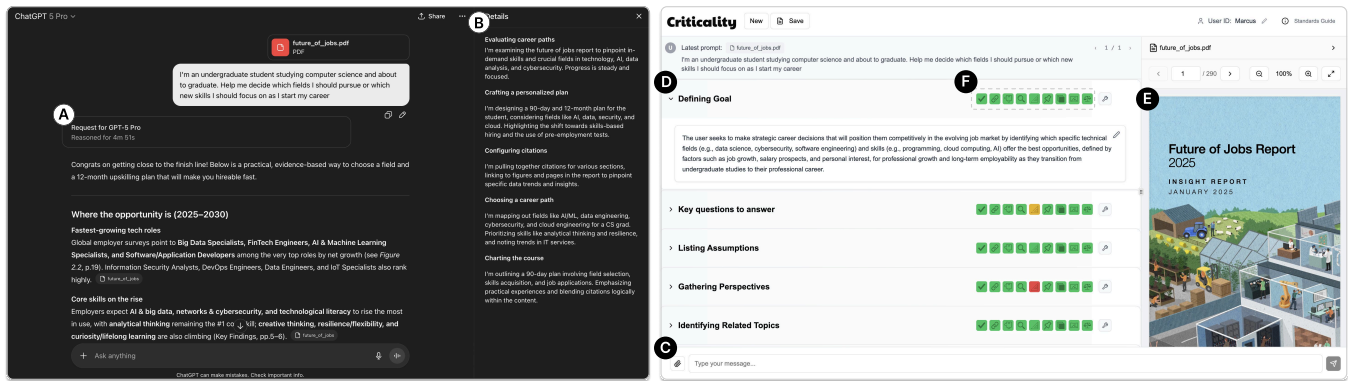 ChatGPT 5 Pro
Share
B
Details
future_of_jobs.pdf
PDF
I'm an undergraduate student studying computer science and about
to graduate. Help me decide which fields I should pursue or which
new skills I should focus on as I start my career
A
Request for GPT-5 Pro
Reasoned for 4m 51s
Congrats on getting close to the finish line! Below is a practical, evidence-based way to choose a field and
a 12-month upskilling plan that will make you hireable fast.
Where the opportunity is (2025–2030)
Fastest-growing tech roles
Global employer surveys point to Big Data Specialists, FinTech Engineers, AI & Machine Learning
Specialists, and Software/Application Developers among the very top roles by net growth (see Figure
2.2, p.19). Information Security Analysts, DevOps Engineers, Data Engineers, and IoT Specialists also rank
highly. future_of_jobs
Core skills on the rise
Employers expect AI & big data, networks & cybersecurity, and technological literacy to rise the most
in use, with analytical thinking remaining the #1 co kill; creative thinking, resilience/flexibility, and
curiosity/lifelong learning are also climbing (Key Findings, pp.5–6). future_of_jobs
Ask anything
ChatGPT can make mistakes. Check important info.
Evaluating career paths
I'm examining the future of jobs report to pinpoint in-
demand skills and crucial fields in technology, AI, data
analysis, and cybersecurity. Progress is steady and
focused.
Crafting a personalized plan
I'm designing a 90-day and 12-month plan for the
student, considering fields like AI, data, security, and
cloud. Highlighting the shift towards skills-based
hiring and the use of pre-employment tests.
Configuring citations
I'm pulling together citations for various sections,
linking to figures and pages in the report to pinpoint
specific data trends and insights.
Choosing a career path
I'm mapping out fields like AI/ML, data engineering,
cybersecurity, and cloud engineering for a CS grad.
Prioritizing skills like analytical thinking and resilience,
and noting trends in IT services.
Charting the course
I'm outlining a 90-day plan involving field selection,
skills acquisition, and job applications. Emphasizing
practical experiences and blending citations logically
within the content.
Criticality
New
Save
User ID: Marcus
Standards Guide
U
Latest prompt: future_of_jobs.pdf
1 / 1
I'm an undergraduate student studying computer science and about to graduate. Help me decide which fields I should pursue or which new
skills I should focus on as I start my career
D
F
Defining Goal
The user seeks to make strategic career decisions that will position them competitively in the evolving job market by identifying which specific technical
fields (e.g., data science, cybersecurity, software engineering) and skills (e.g., programming, cloud computing, AI) offer the best opportunities, defined by
factors such as job growth, salary prospects, and personal interest, for professional growth and long-term employability as they transition from
undergraduate studies to their professional career.
Key questions to answer
Listing Assumptions
Gathering Perspectives
Identifying Related Topics
C
Type your message...
future_of_jobs.pdf
1 / 290
100%
E
Future of Jobs Report
2025
INSIGHT REPORT
JANUARY 2025